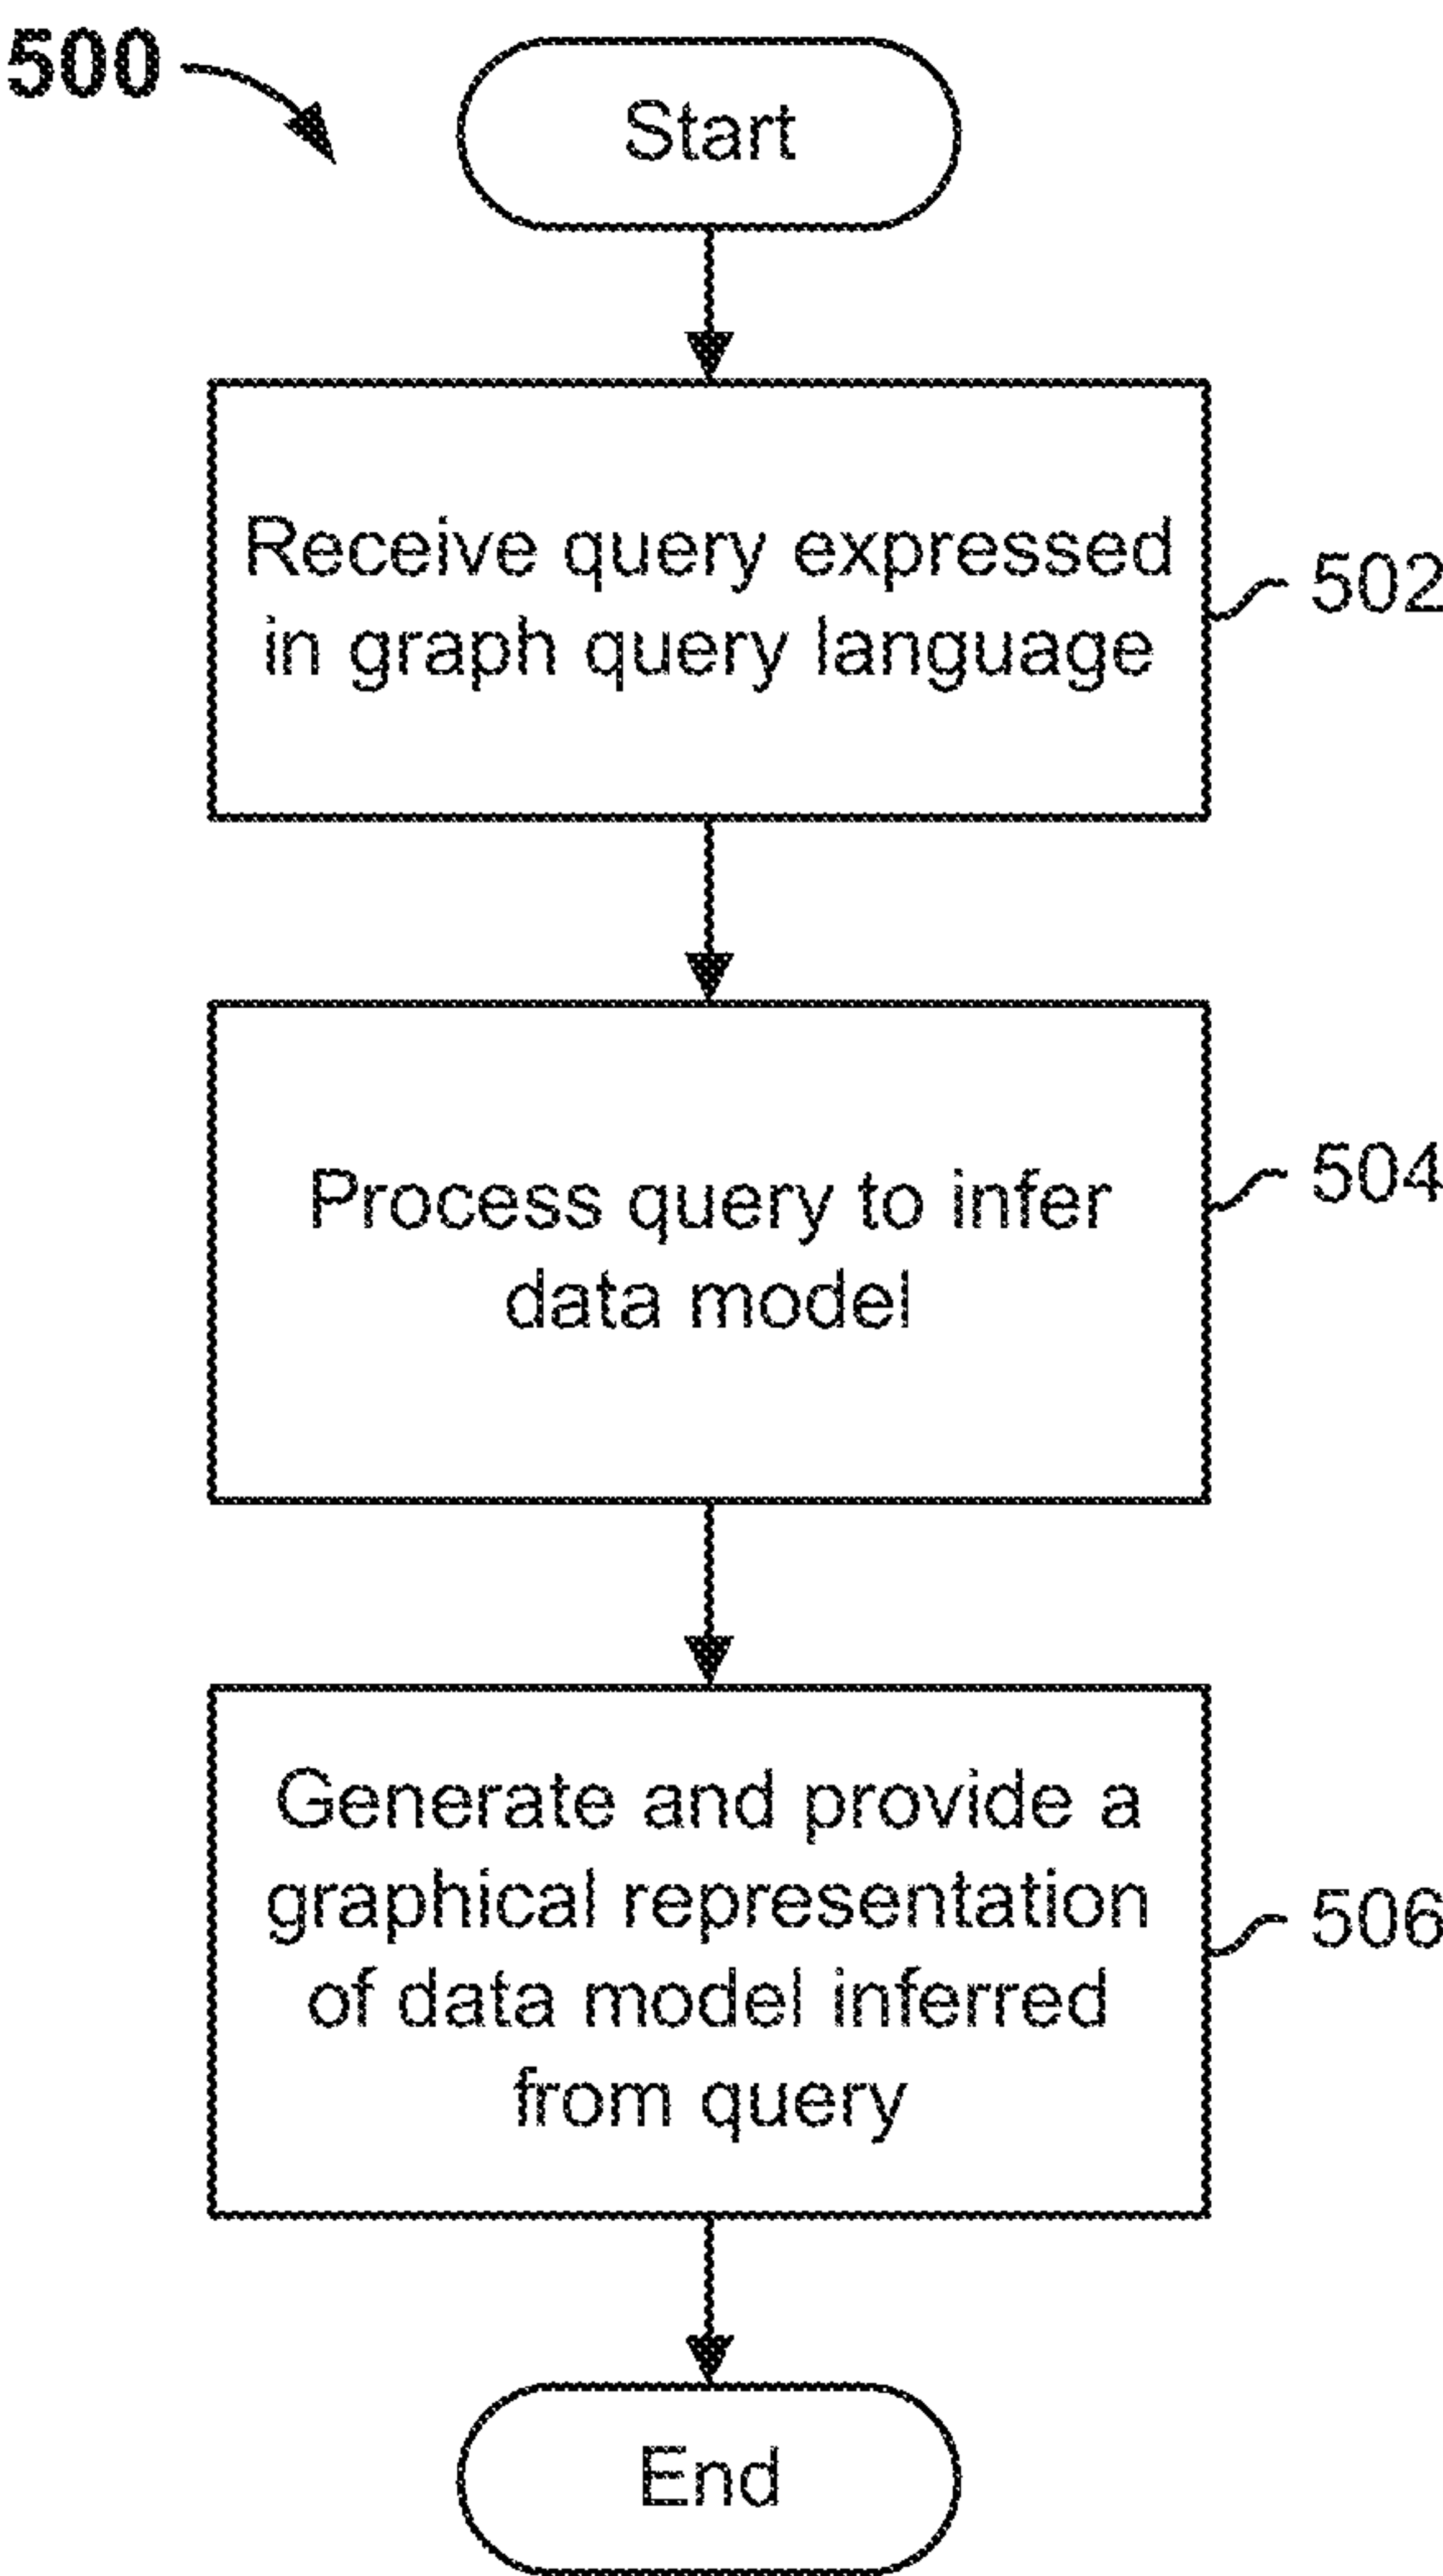 500
Start
Receive query expressed
in graph query language
502
Process query to infer
data model
504
Generate and provide a
graphical representation
of data model inferred
from query
506
End